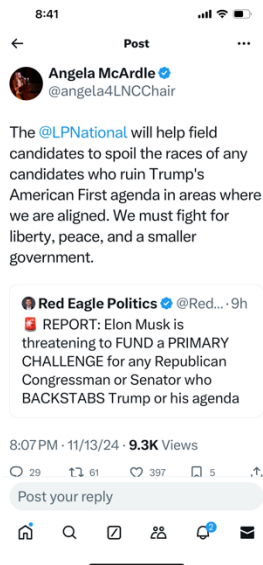 8:41
Post
Angela McArdle
@angela4LNCChair
The @LPNational will help field
candidates to spoil the races of any
candidates who ruin Trump's
American First agenda in areas where
we are aligned. We must fight for
liberty, peace, and a smaller
government.
Red Eagle Politics @Red... · 9h
🚨 REPORT: Elon Musk is
threatening to FUND a PRIMARY
CHALLENGE for any Republican
Congressman or Senator who
BACKSTABS Trump or his agenda
8:07 PM · 11/13/24 · 9.3K Views
29 61 397 5
Post your reply
2